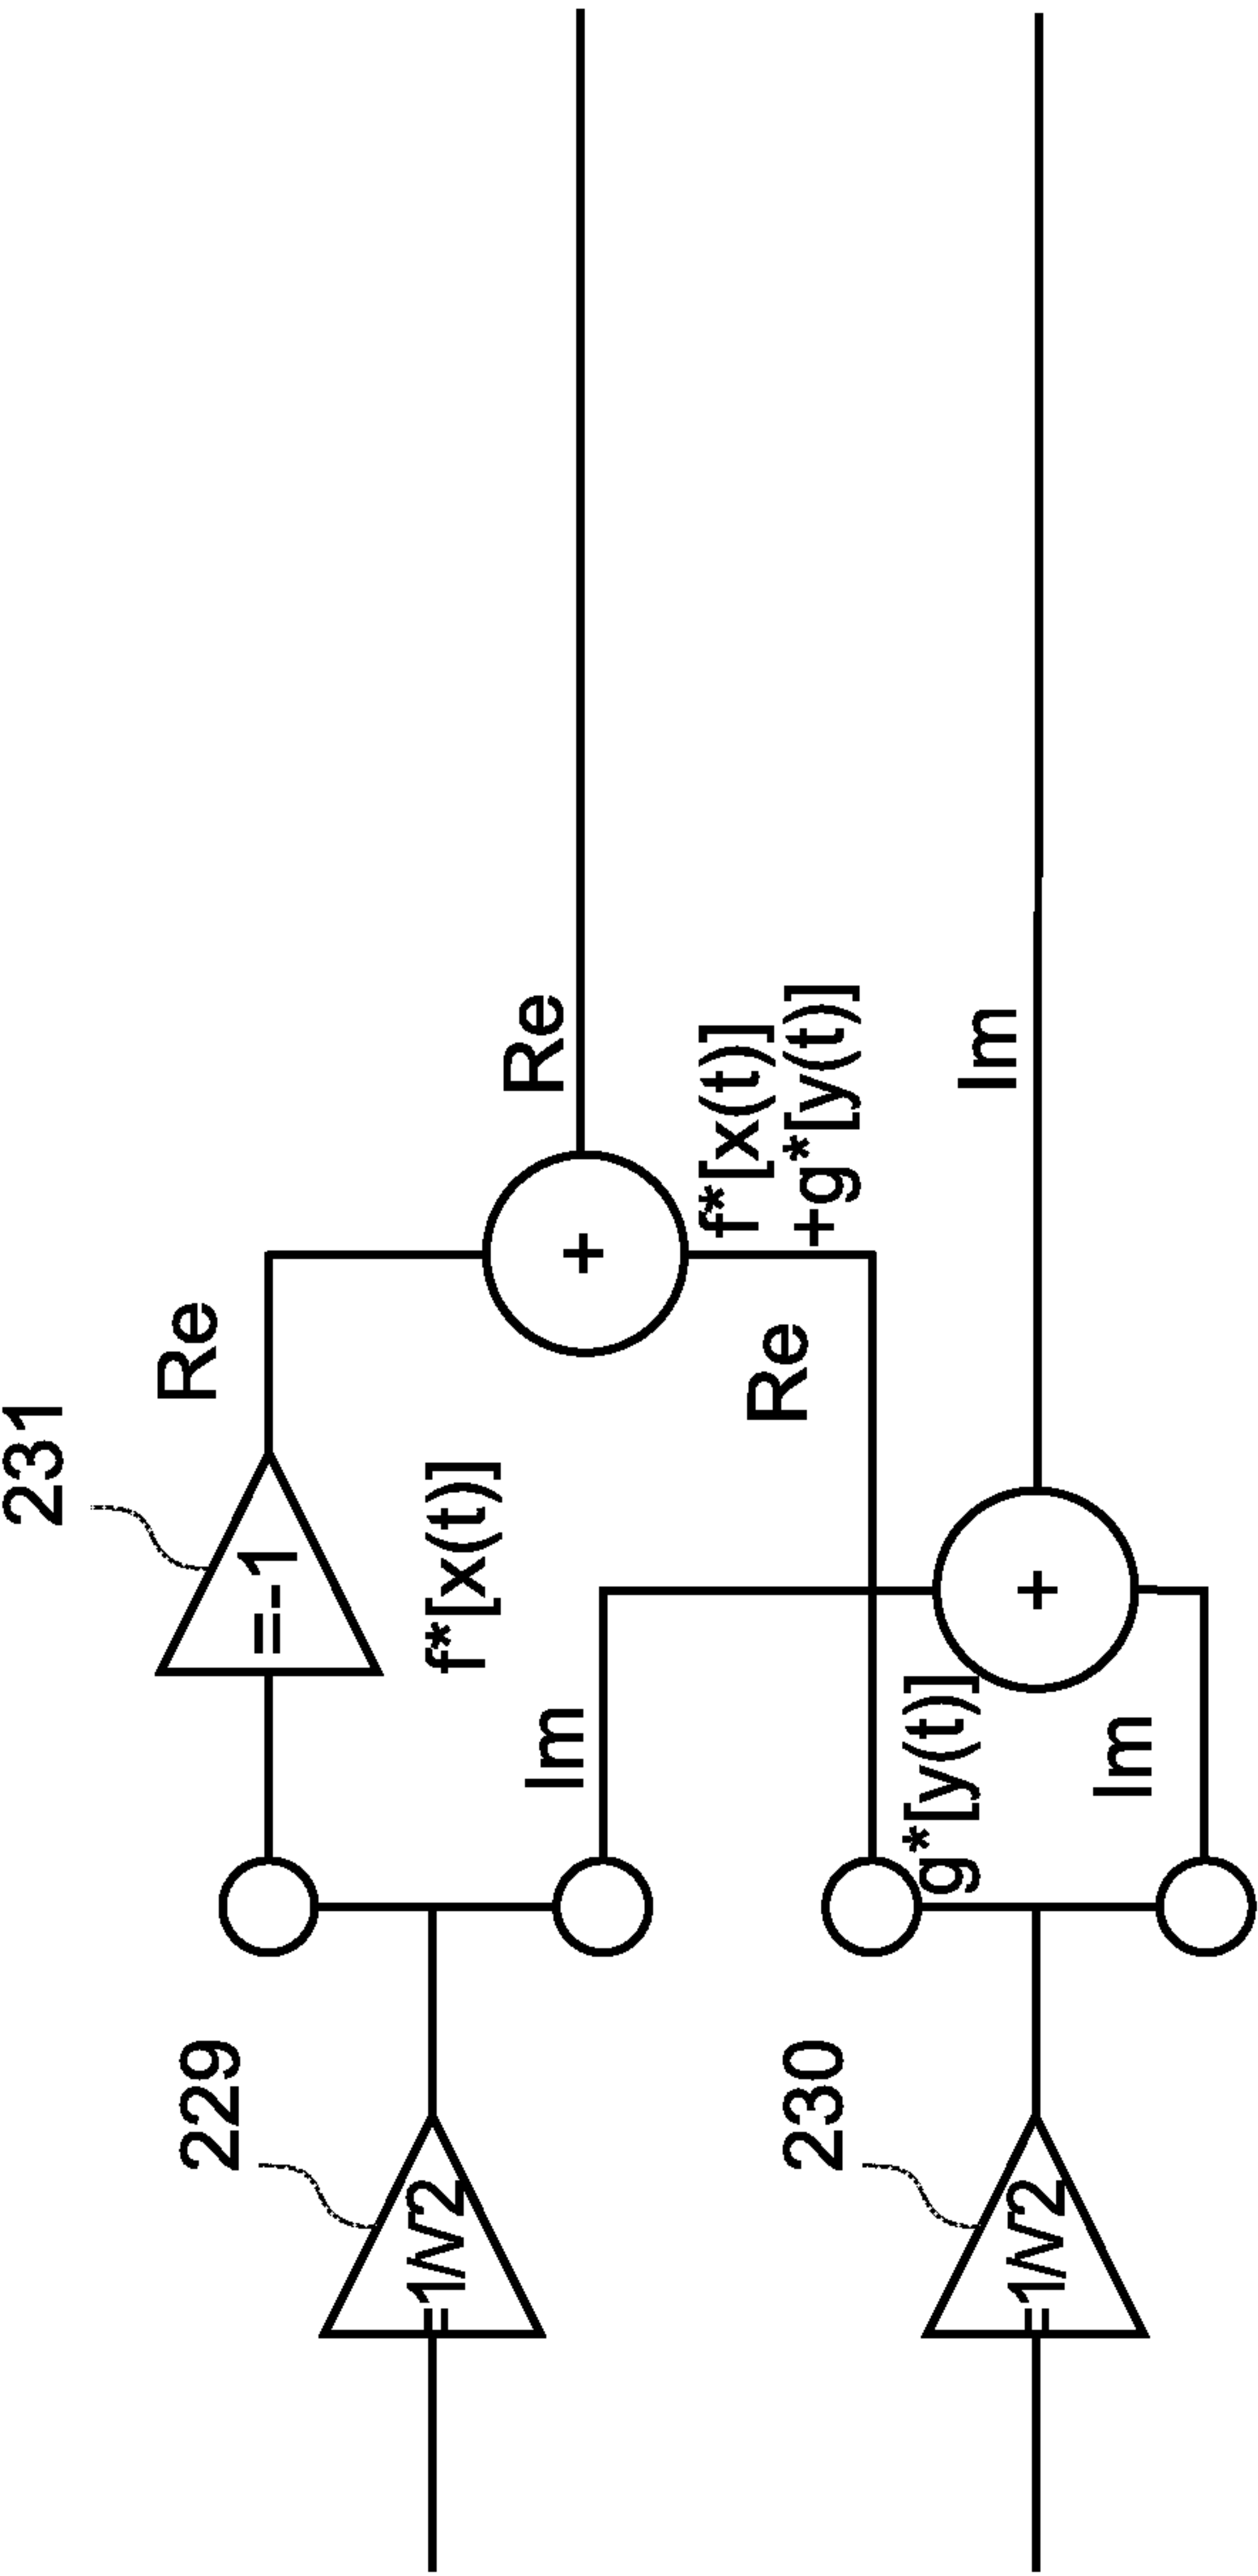 231
=-1
Re
Re
f*[x(t)]
+g*[y(t)]
f*[x(t)]
Re
Im
Im
g*[y(t)]
Im
229
=1/√2
230
=1/√2